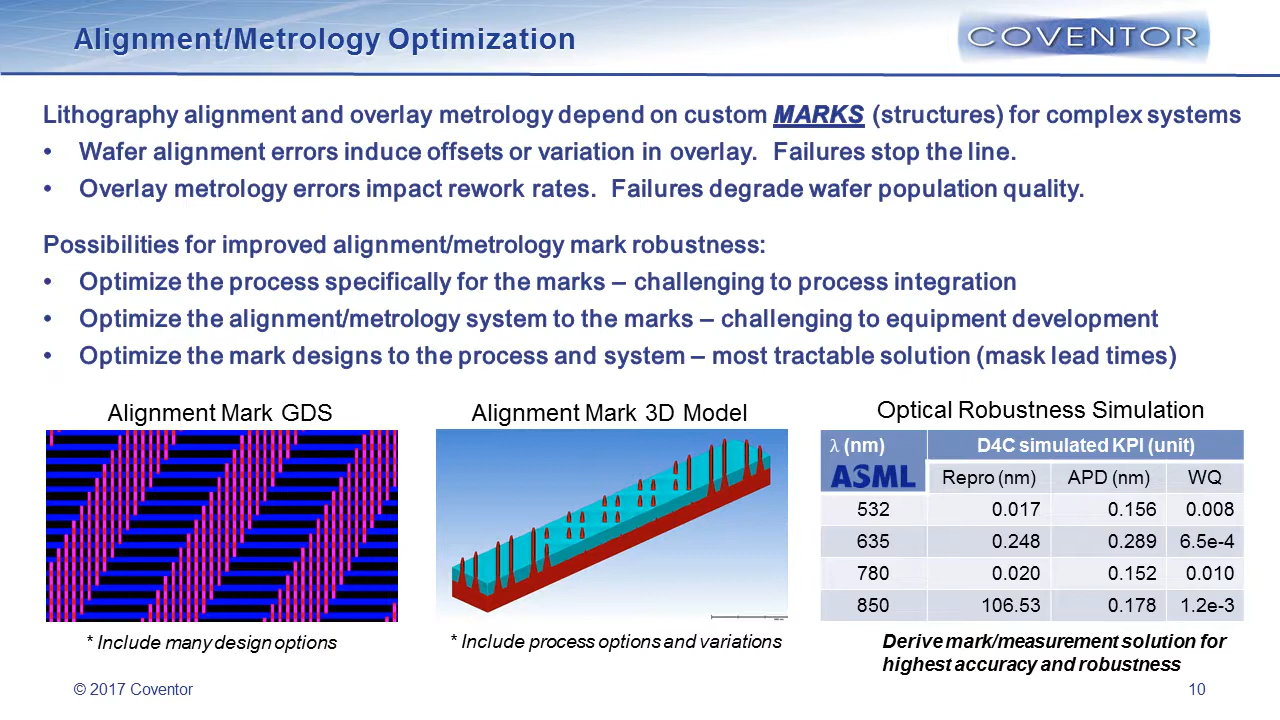 Alignment/Metrology Optimization
COVENTOR
Lithography alignment and overlay metrology depend on custom MARKS (structures) for complex systems
• Wafer alignment errors induce offsets or variation in overlay. Failures stop the line.
• Overlay metrology errors impact rework rates. Failures degrade wafer population quality.
Possibilities for improved alignment/metrology mark robustness:
• Optimize the process specifically for the marks – challenging to process integration
• Optimize the alignment/metrology system to the marks – challenging to equipment development
• Optimize the mark designs to the process and system – most tractable solution (mask lead times)
Alignment Mark GDS
Alignment Mark 3D Model
Optical Robustness Simulation
λ (nm) D4C simulated KPI (unit)
ASML Repro (nm) APD (nm) WQ
532 0.017 0.156 0.008
635 0.248 0.289 6.5e-4
780 0.020 0.152 0.010
850 106.53 0.178 1.2e-3
* Include many design options
* Include process options and variations
Derive mark/measurement solution for
highest accuracy and robustness
© 2017 Coventor
10